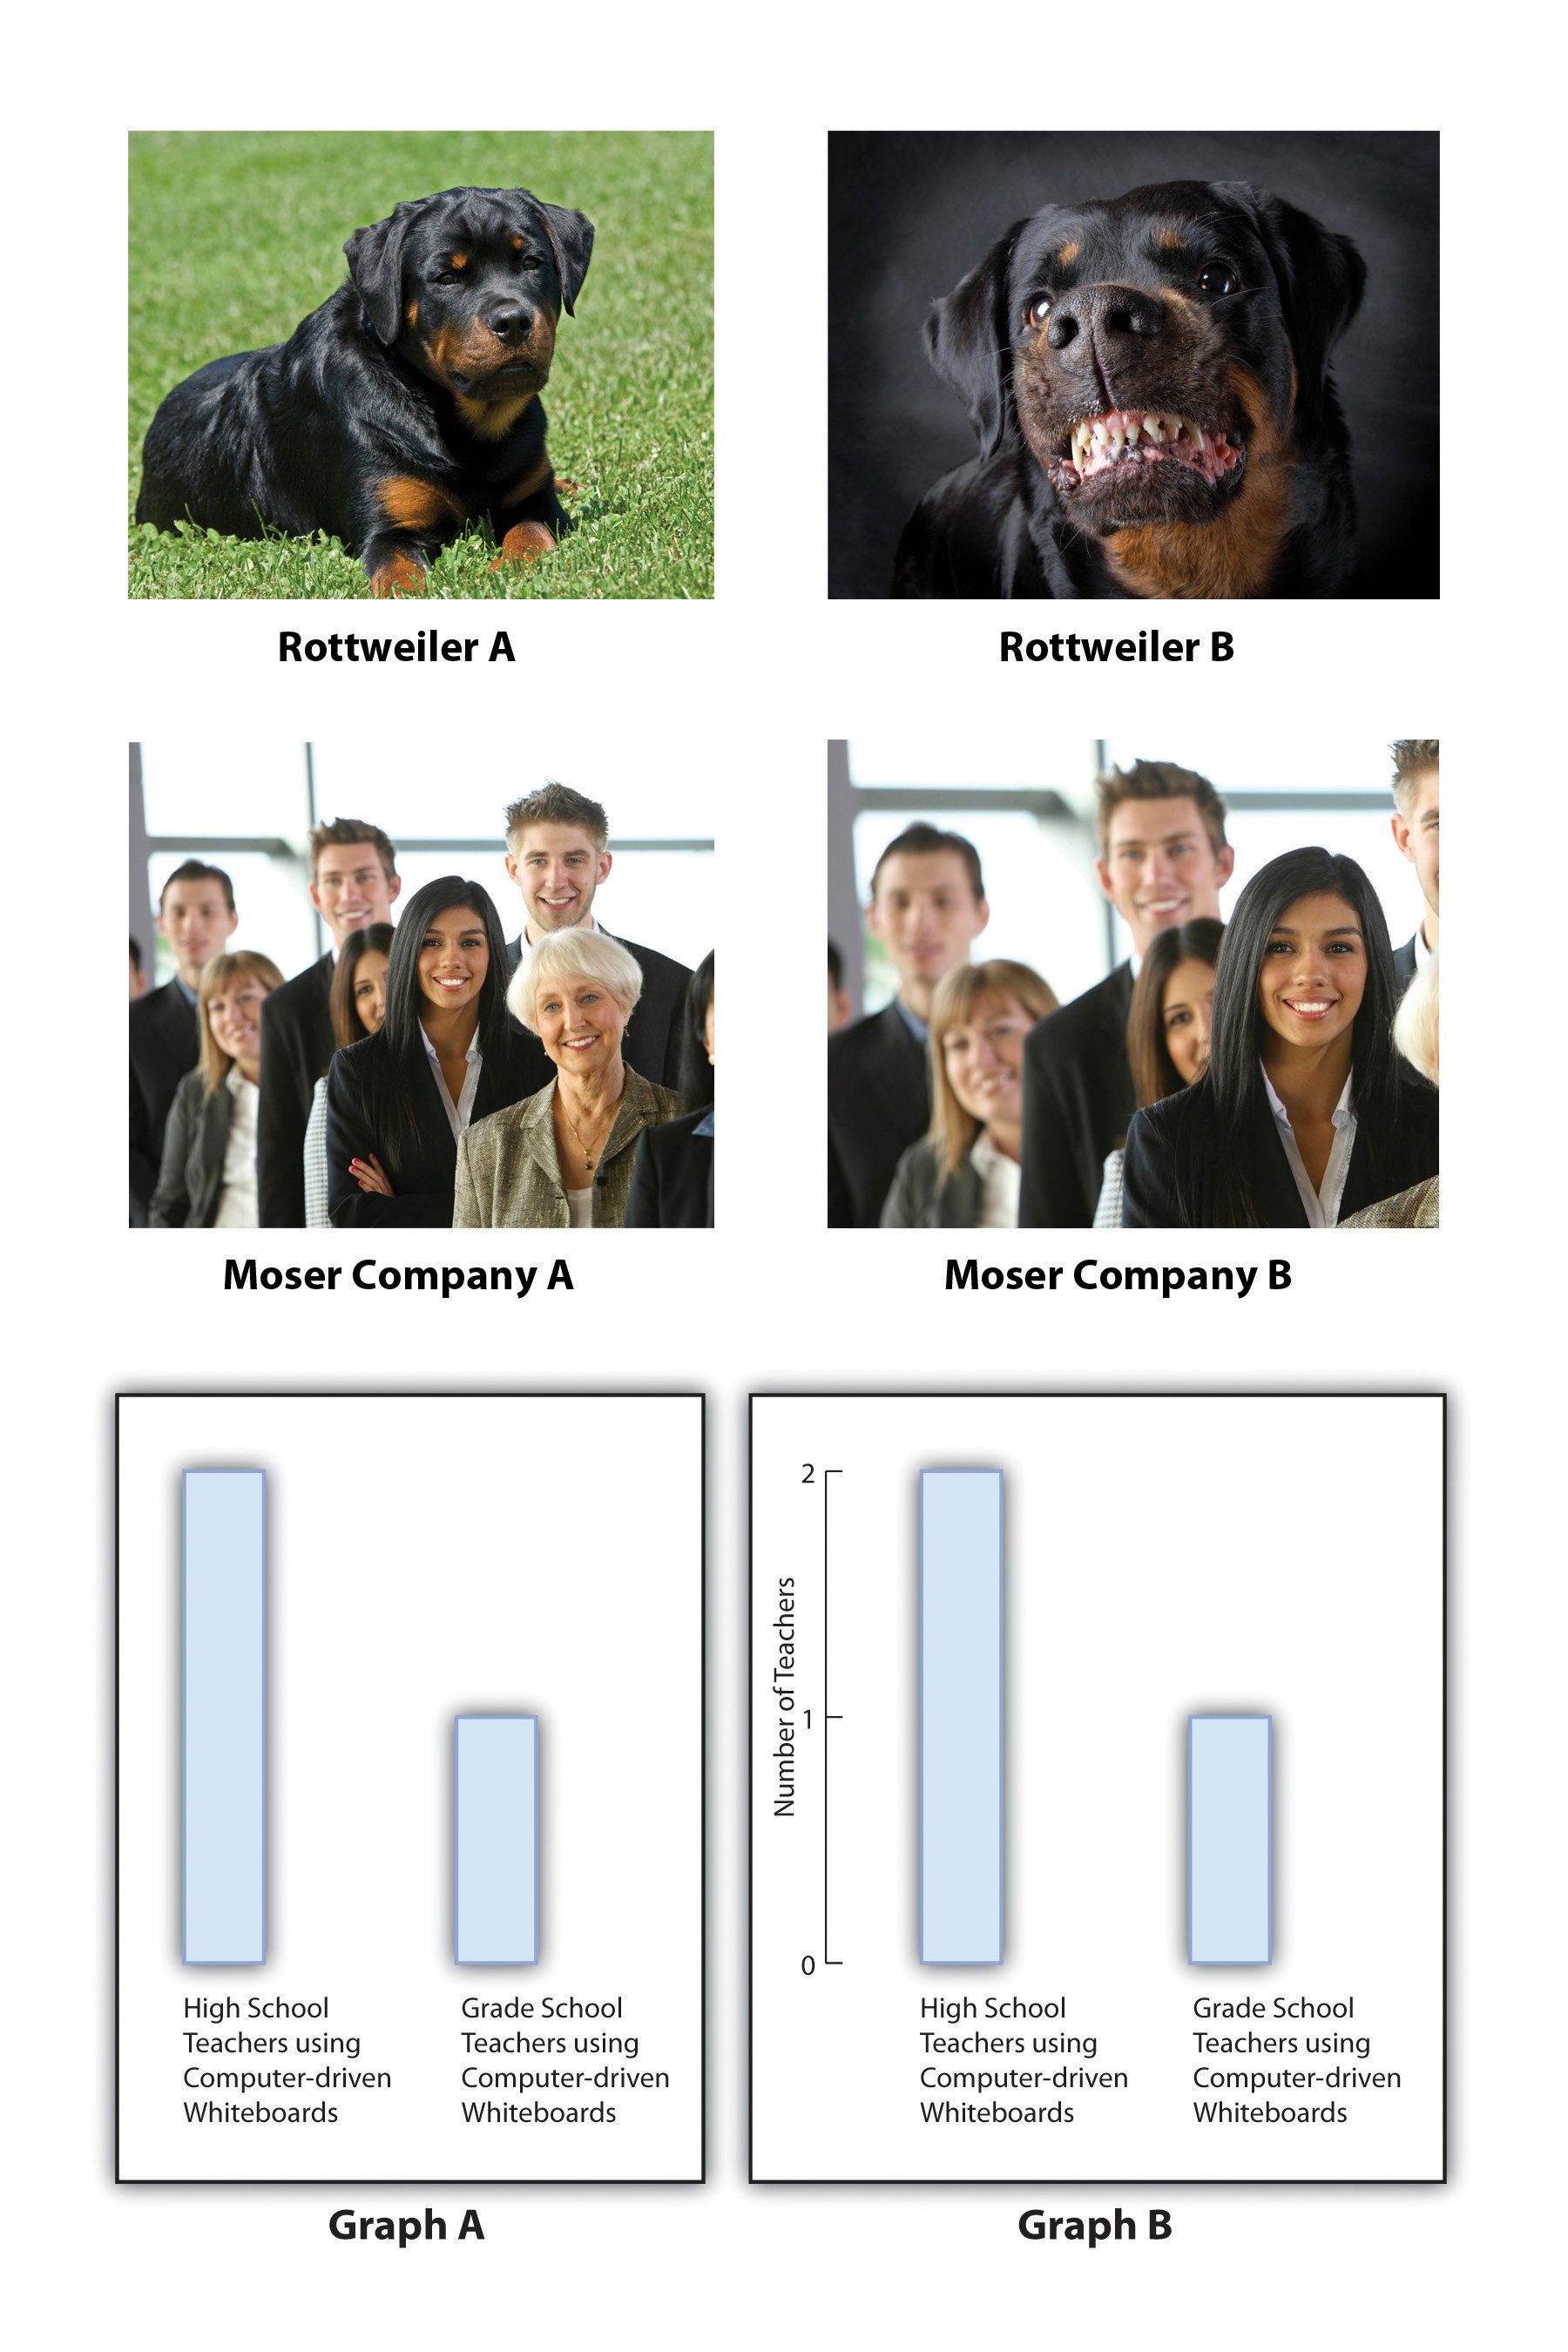 Rottweiler A
Rottweiler B
Moser Company A
Moser Company B
High School
Teachers using
Computer-driven
Whiteboards
Grade School
Teachers using
Computer-driven
Whiteboards
Graph A
Number of Teachers
2
1
0
High School
Teachers using
Computer-driven
Whiteboards
Grade School
Teachers using
Computer-driven
Whiteboards
Graph B